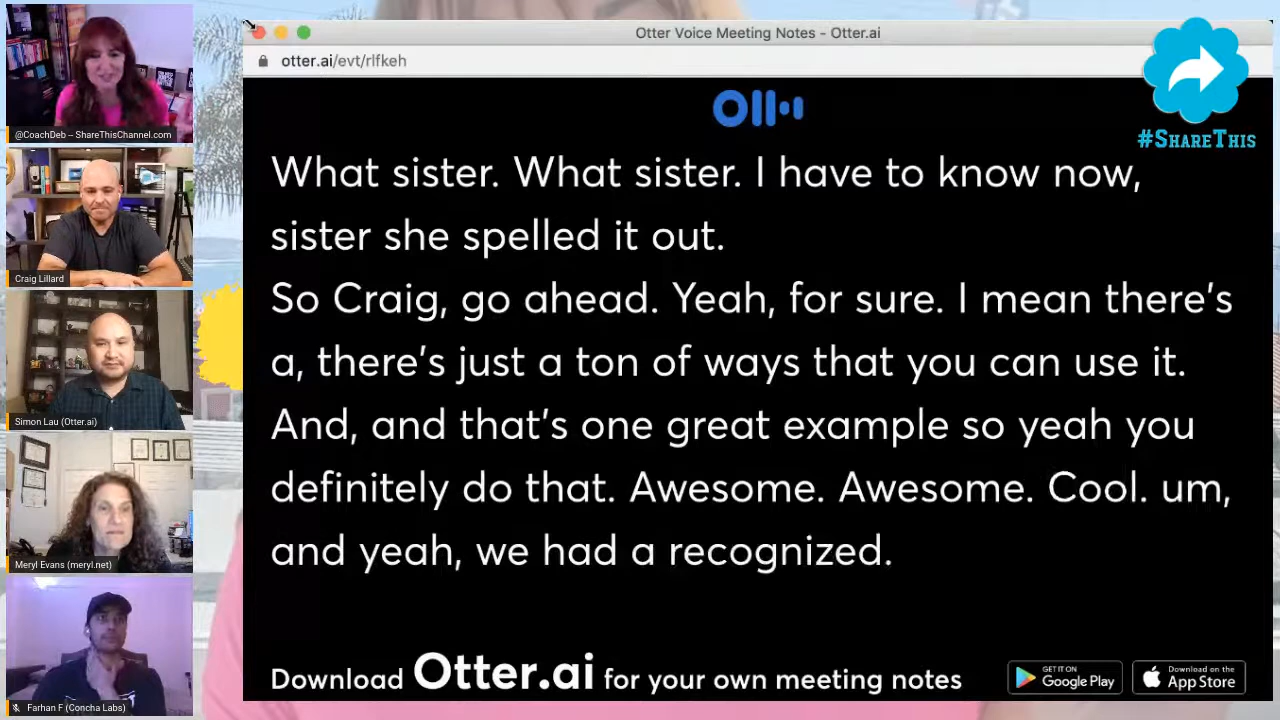 @CoachDeb -- ShareThisChannel.com
Craig Lillard
Simon Lau (Otter.ai)
Meryl Evans (meryl.net)
Farhan F (Concha Labs)
Otter Voice Meeting Notes - Otter.ai
otter.ai/evt/rlfkeh
#SHARETHIS
What sister. What sister. I have to know now,
sister she spelled it out.
So Craig, go ahead. Yeah, for sure. I mean there's
a, there's just a ton of ways that you can use it.
And, and that's one great example so yeah you
definitely do that. Awesome. Awesome. Cool. um,
and yeah, we had a recognized.
Download Otter.ai for your own meeting notes
GET IT ON
Google Play
Download on the
App Store